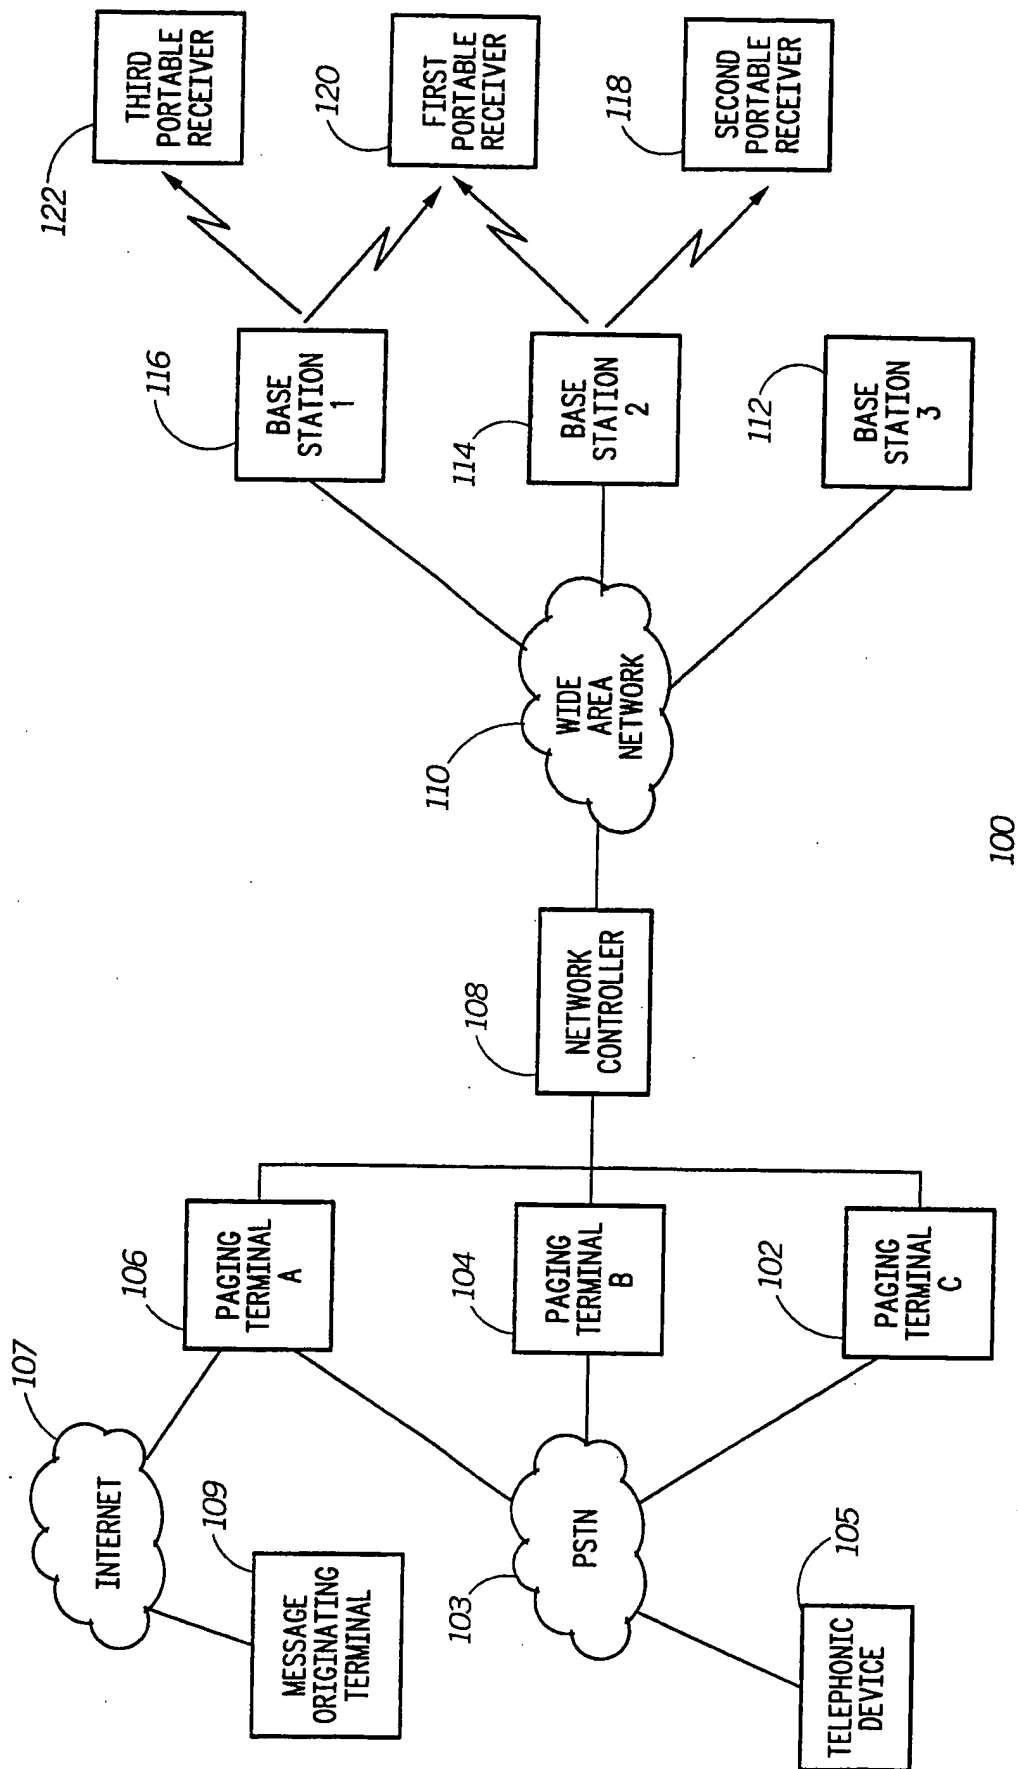 107
INTERNET
109
MESSAGE
ORIGINATING
TERMINAL
103
PSTN
105
TELEPHONIC
DEVICE
106
PAGING
TERMINAL
A
104
PAGING
TERMINAL
B
102
PAGING
TERMINAL
C
108
NETWORK
CONTROLLER
110
WIDE
AREA
NETWORK
116
BASE
STATION
1
114
BASE
STATION
2
112
BASE
STATION
3
122
THIRD
PORTABLE
RECEIVER
120
FIRST
PORTABLE
RECEIVER
118
SECOND
PORTABLE
RECEIVER
100